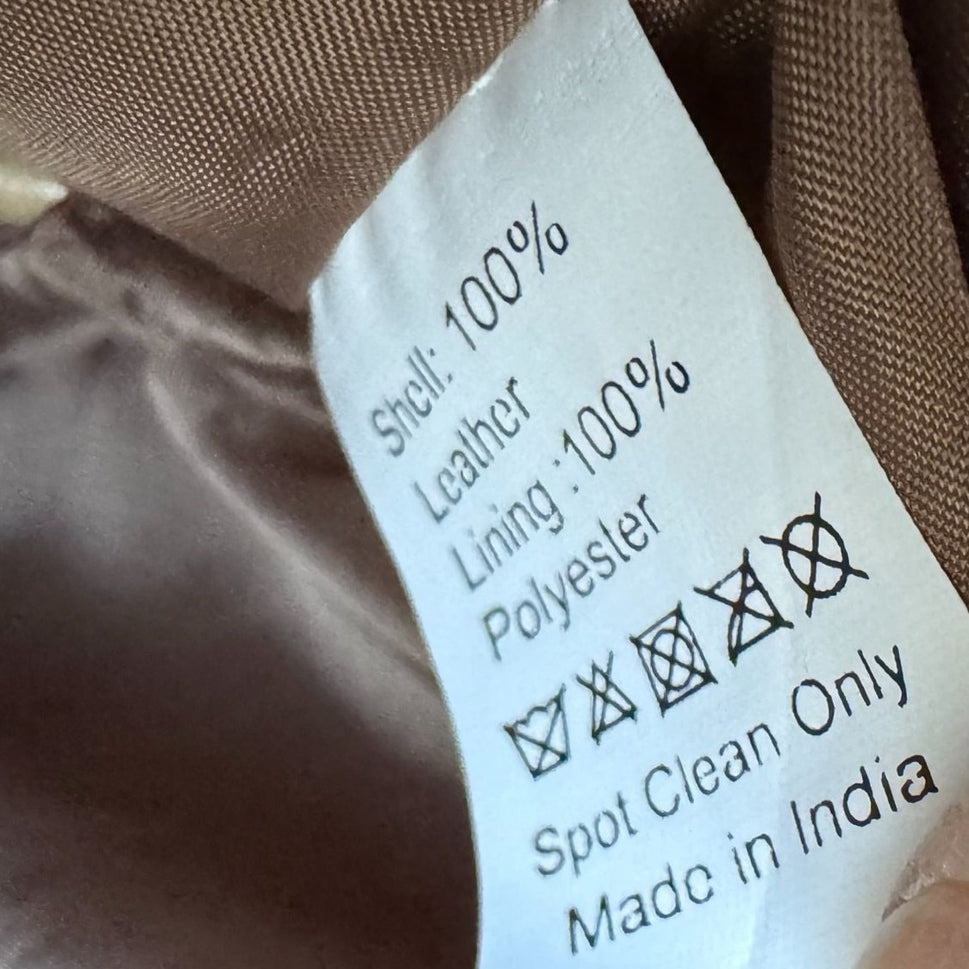 Shell: 100%
Leather
Lining :100%
Polyester
Spot Clean Only
Made in India